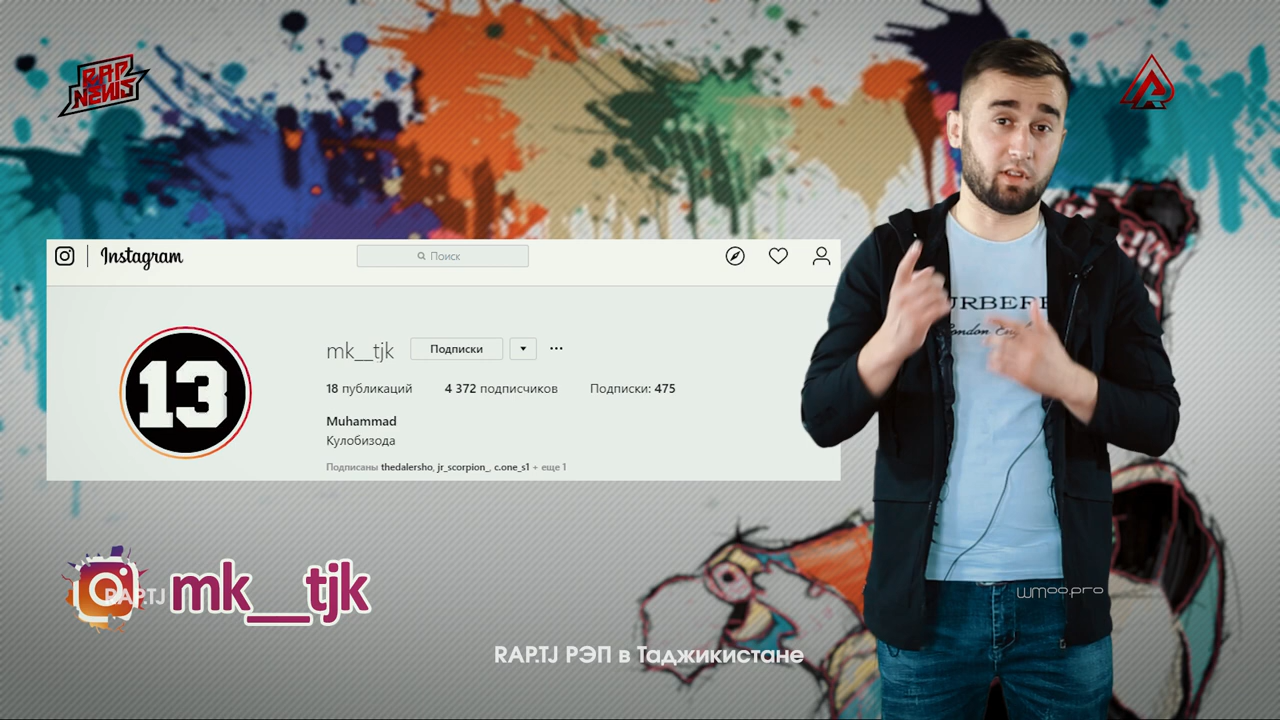 RAP
NEWS
Instagram
Поиск
mk__tjk
Подписки
18 публикаций
4 372 подписчиков
Подписки: 475
13
Muhammad
Кулобизода
Подписаны thedalersho, jr_scorpion_, c.one_s1 + еще 1
London
RAP.TJ
mk__tjk
wmoo.pro
RAP.TJ РЭП в Таджикистане